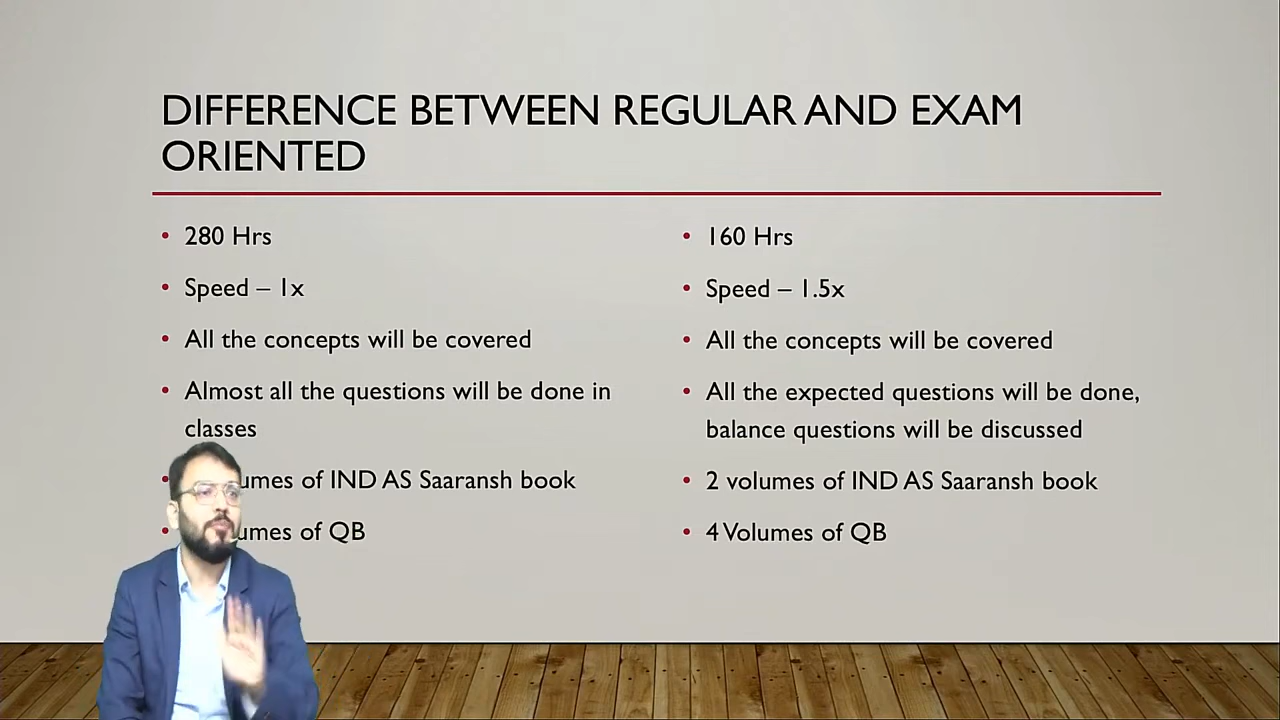 DIFFERENCE BETWEEN REGULAR AND EXAM
ORIENTED
• 280 Hrs
• Speed – 1x
• All the concepts will be covered
• Almost all the questions will be done in
classes
• of IND AS Saaransh book
• of QB
• 160 Hrs
• Speed – 1.5x
• All the concepts will be covered
• All the expected questions will be done,
balance questions will be discussed
• 2 volumes of IND AS Saaransh book
• 4 Volumes of QB